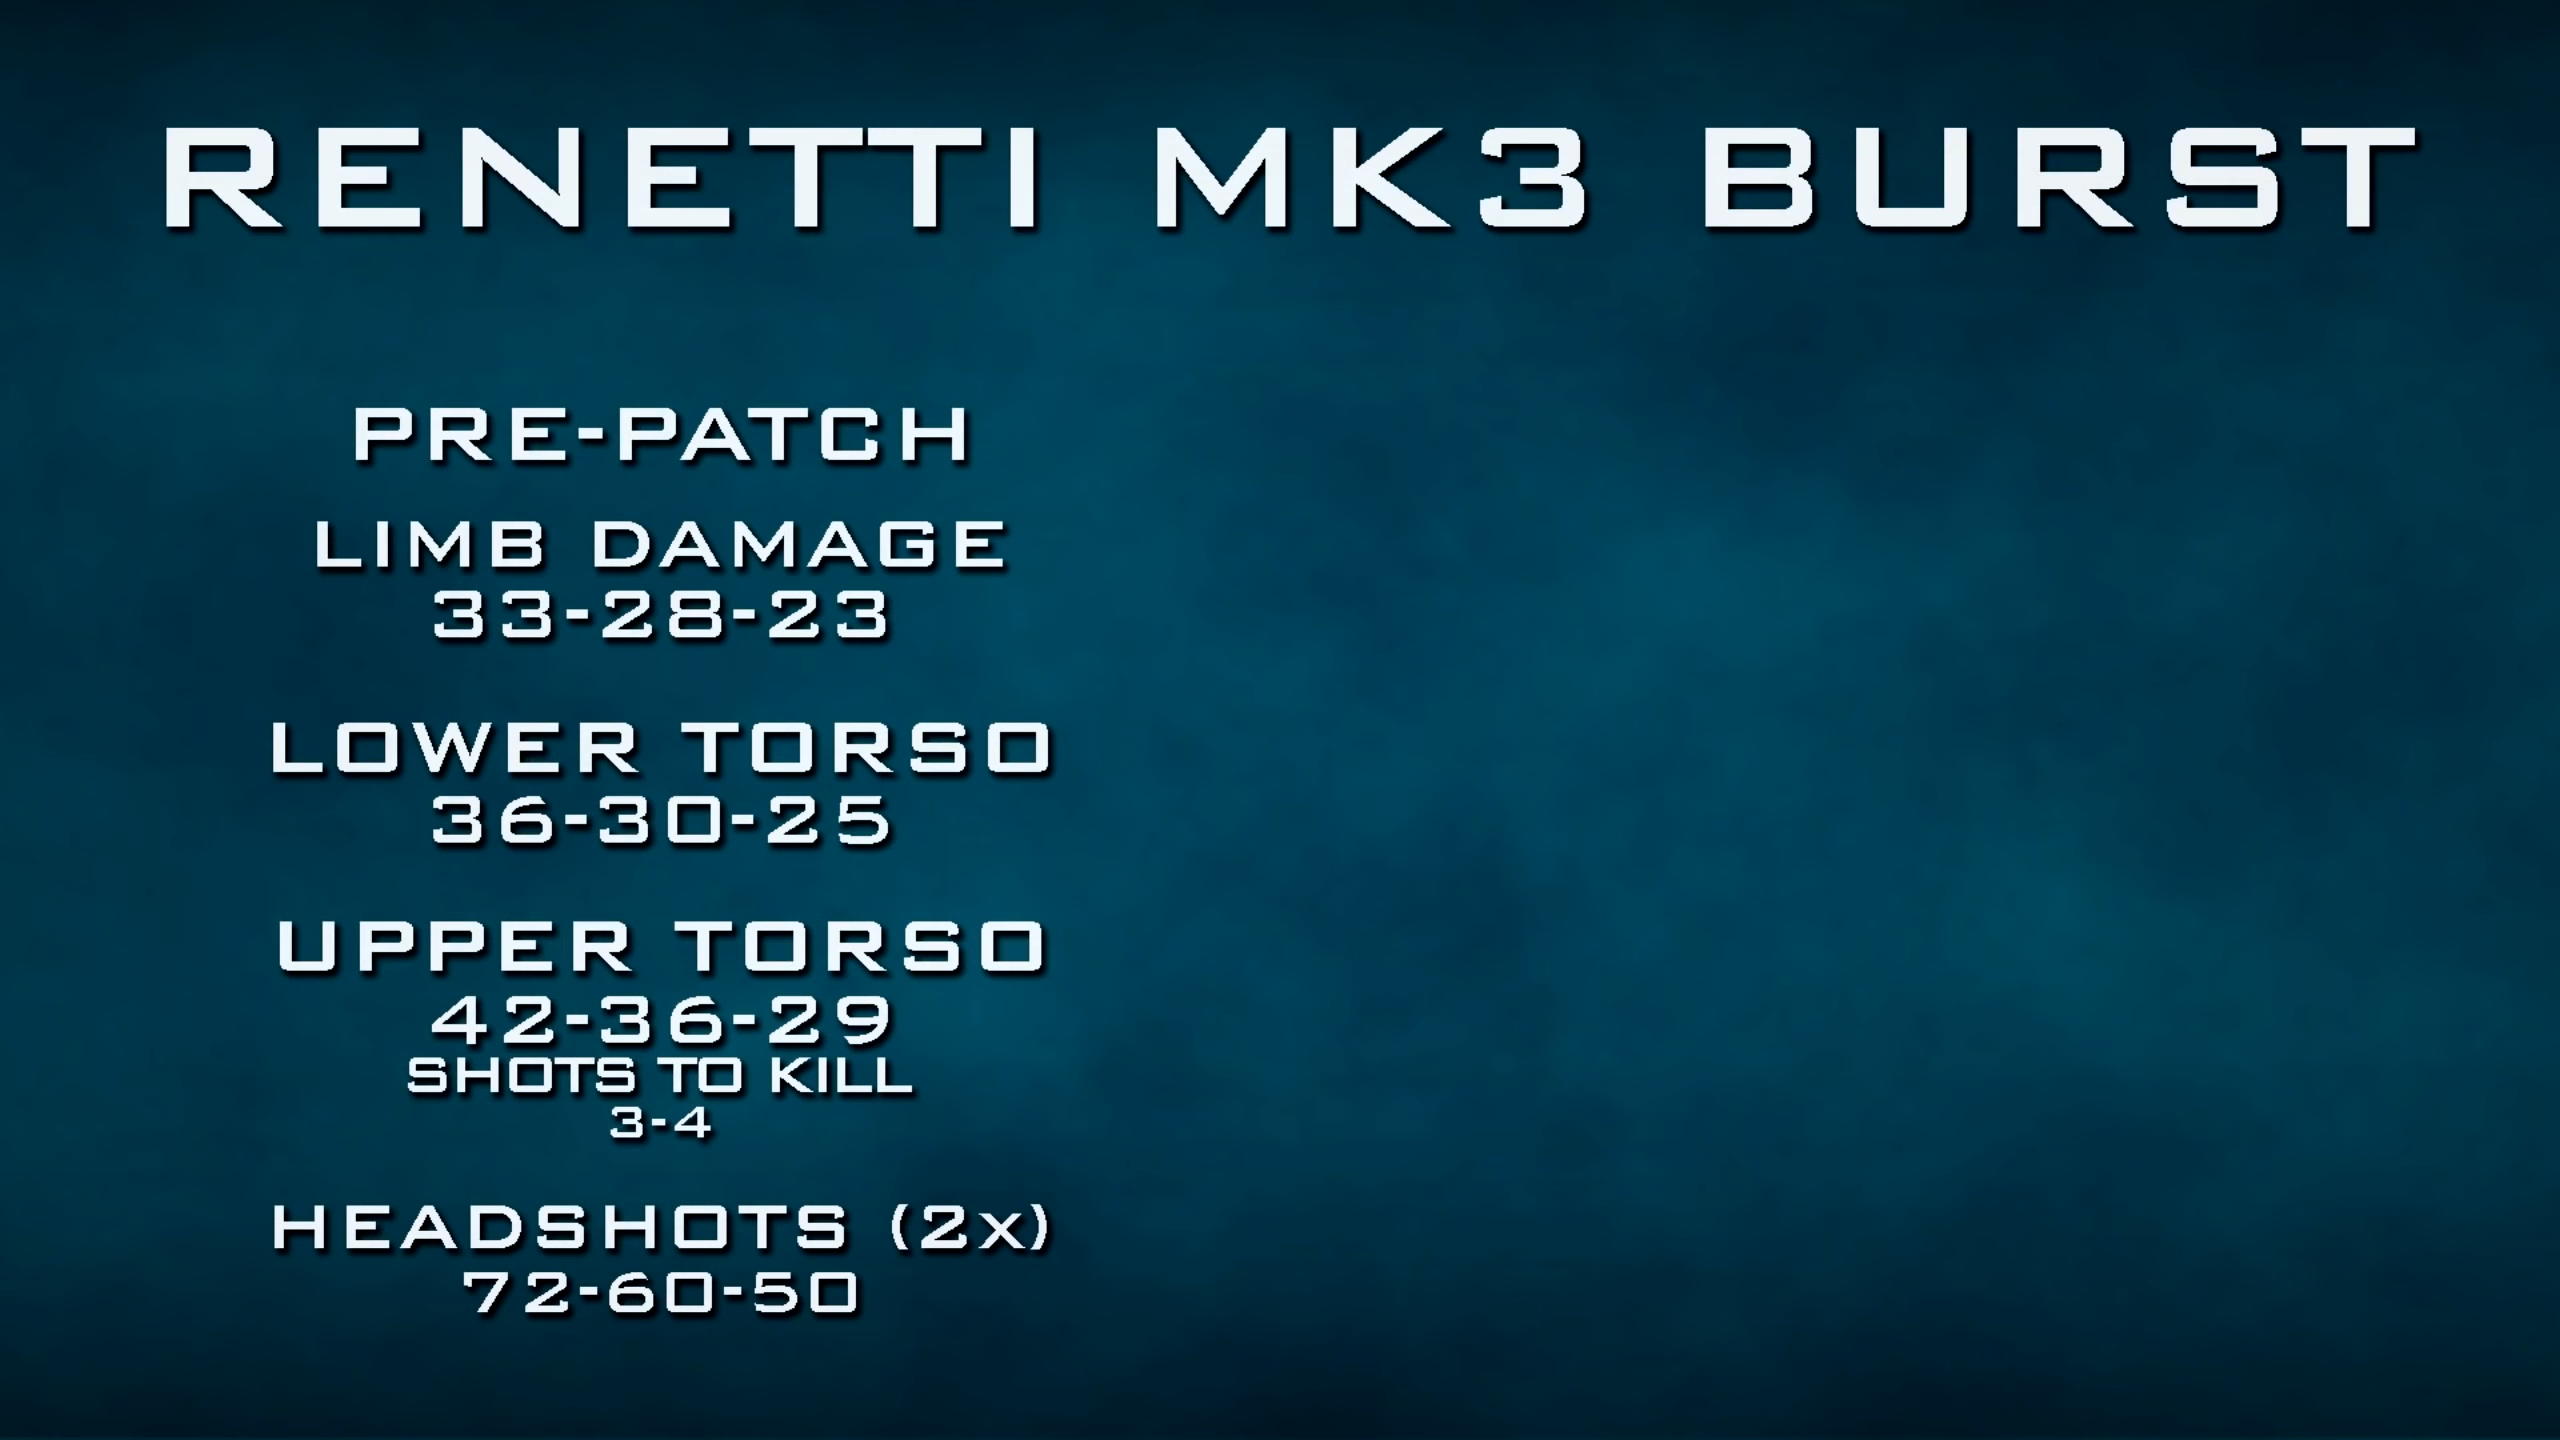 RENETTI MK3 BURST
PRE-PATCH
LIMB DAMAGE
33-28-23
LOWER TORSO
36-30-25
UPPER TORSO
42-36-29
SHOTS TO KILL
3-4
HEADSHOTS (2x)
72-60-50